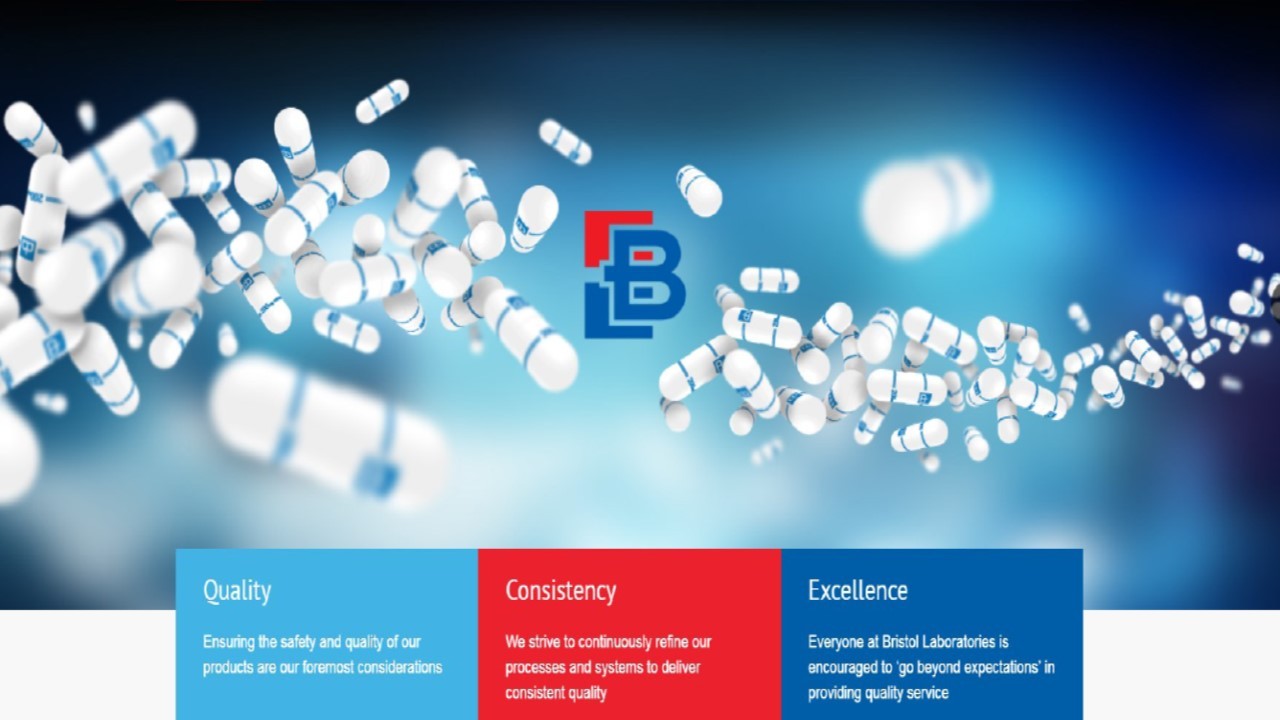 B
Quality
Ensuring the safety and quality of our
products are our foremost considerations
Consistency
We strive to continuously refine our
processes and systems to deliver
consistent quality
Excellence
Everyone at Bristol Laboratories is
encouraged to ‘go beyond expectations’ in
providing quality service